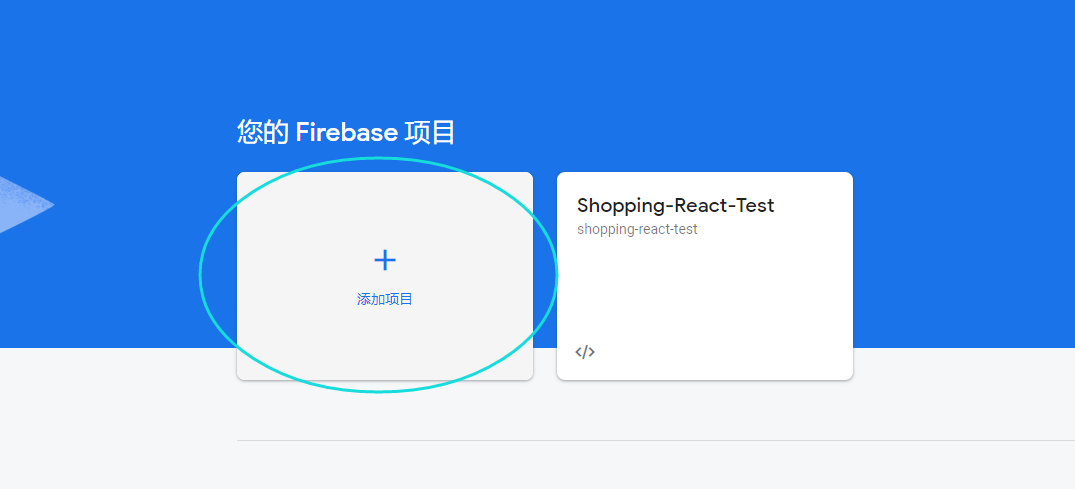 您的 Firebase 项目
添加项目
Shopping-React-Test
shopping-react-test